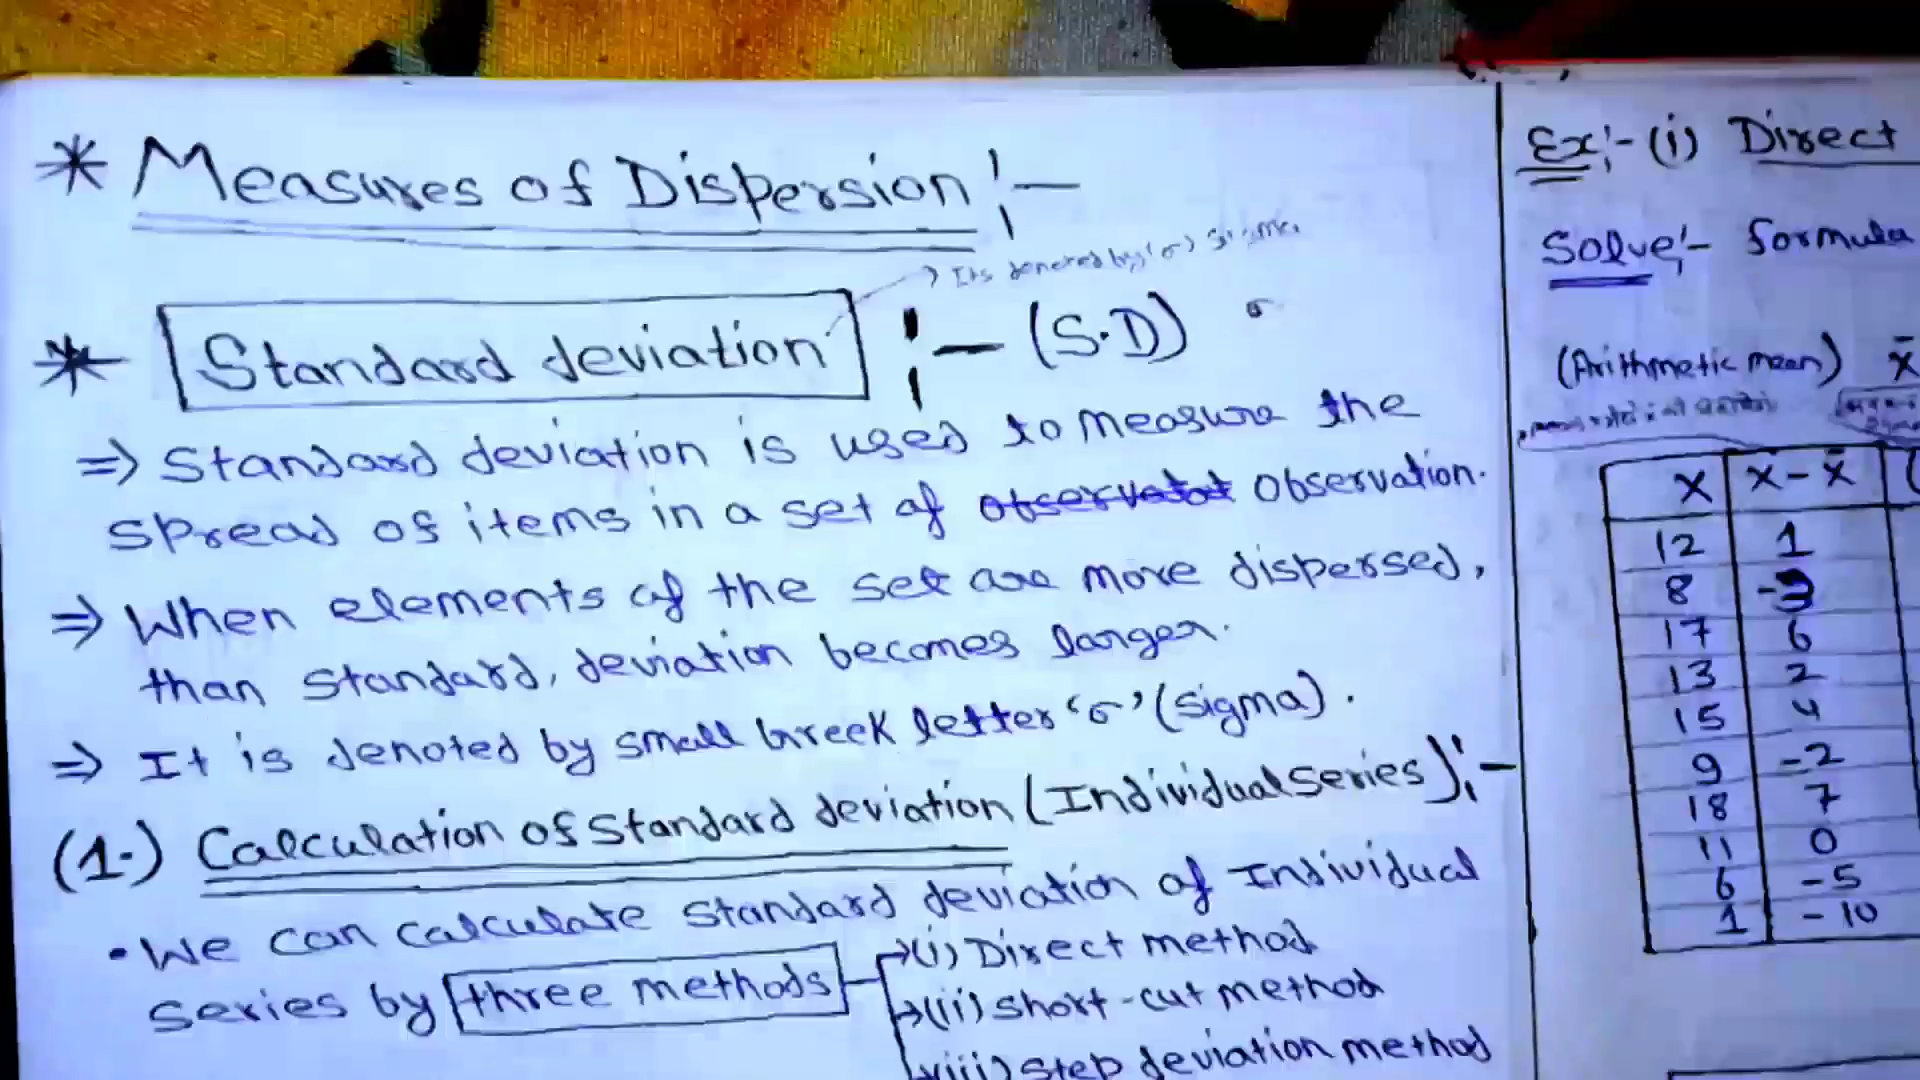 * Measures of Dispersion :-
→ Its denoted by (σ) sigma
* Standard deviation :- (S.D) σ
⇒ Standard deviation is used to measure the
spread of items in a set of observation.
⇒ When elements of the set are more dispersed,
than standard, deviation becomes larger.
⇒ It is denoted by small Greek letter 'σ' (sigma).
(1.) Calculation of Standard deviation (Individual Series) :-
• We can calculate standard deviation of Individual
series by three methods
→ (i) Direct method
→ (ii) short-cut method
→ (iii) Step deviation method
Ex:- (i) Direct
Solve:- formula
(Arithmetic mean) x̄
x x-x̄ (
12 1
8 -3
17 6
13 2
15 4
9 -2
18 7
11 0
6 -5
1 -10